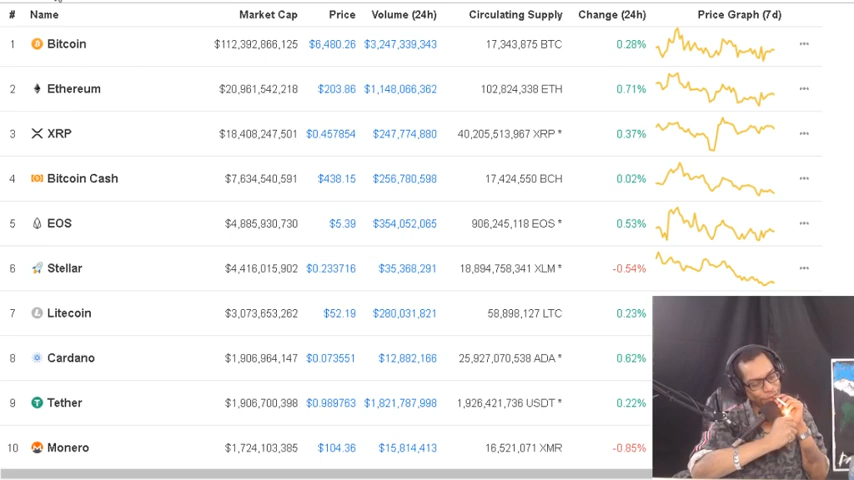 # Name Market Cap Price Volume (24h) Circulating Supply Change (24h) Price Graph (7d)
1 Bitcoin $112,392,866,125 $6,480.26 $3,247,339,343 17,343,875 BTC 0.28%
2 Ethereum $20,961,542,218 $203.86 $1,148,066,362 102,824,338 ETH 0.71%
3 XRP $18,408,247,501 $0.457854 $247,774,880 40,205,513,967 XRP * 0.37%
4 Bitcoin Cash $7,634,540,591 $438.15 $256,780,598 17,424,550 BCH 0.02%
5 EOS $4,885,930,730 $5.39 $354,052,065 906,245,118 EOS * 0.53%
6 Stellar $4,416,015,902 $0.233716 $35,368,291 18,894,758,341 XLM * -0.54%
7 Litecoin $3,073,653,262 $52.19 $280,031,821 58,898,127 LTC 0.23%
8 Cardano $1,906,964,147 $0.073551 $12,882,166 25,927,070,538 ADA * 0.62%
9 Tether $1,906,700,398 $0.989763 $1,821,787,998 1,926,421,736 USDT * 0.22%
10 Monero $1,724,103,385 $104.36 $15,814,413 16,521,071 XMR -0.85%